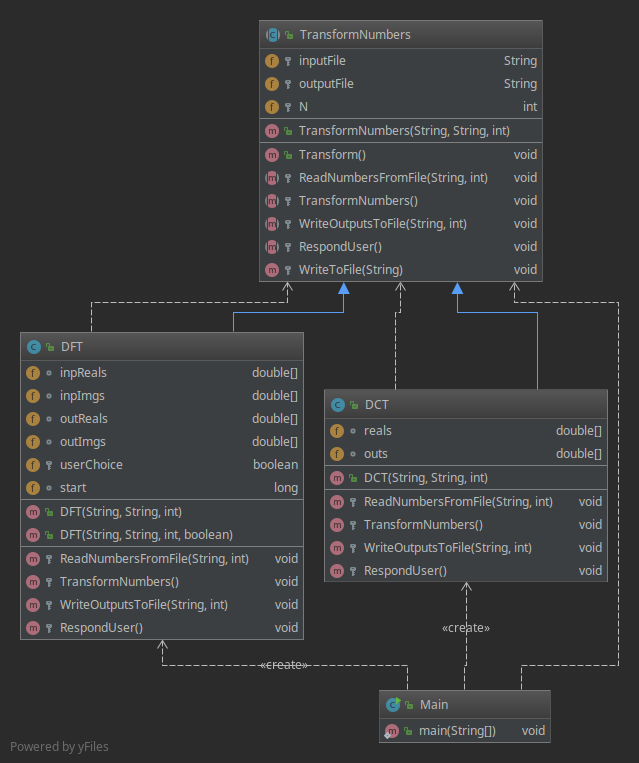 TransformNumbers
inputFile String
outputFile String
N int
TransformNumbers(String, String, int)
Transform() void
ReadNumbersFromFile(String, int) void
TransformNumbers() void
WriteOutputsToFile(String, int) void
RespondUser() void
WriteToFile(String) void
DFT
inpReals double[]
inpImgs double[]
outReals double[]
outImgs double[]
userChoice boolean
start long
DFT(String, String, int)
DFT(String, String, int, boolean)
ReadNumbersFromFile(String, int) void
TransformNumbers() void
WriteOutputsToFile(String, int) void
RespondUser() void
DCT
reals double[]
outs double[]
DCT(String, String, int)
ReadNumbersFromFile(String, int) void
TransformNumbers() void
WriteOutputsToFile(String, int) void
RespondUser() void
«create»
«create»
Main
main(String[]) void
Powered by yFiles